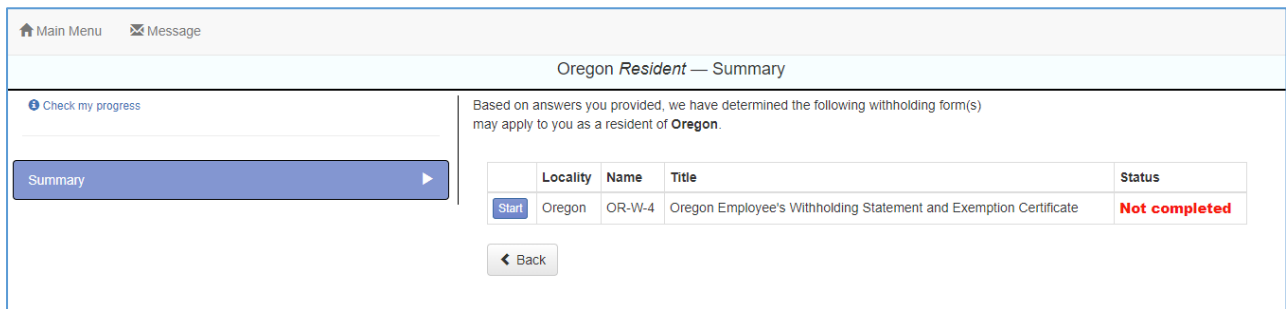 Main Menu Message
Oregon Resident — Summary
Check my progress
Summary
Based on answers you provided, we have determined the following withholding form(s)
may apply to you as a resident of Oregon.
Locality Name Title Status
Start Oregon OR-W-4 Oregon Employee's Withholding Statement and Exemption Certificate Not completed
Back